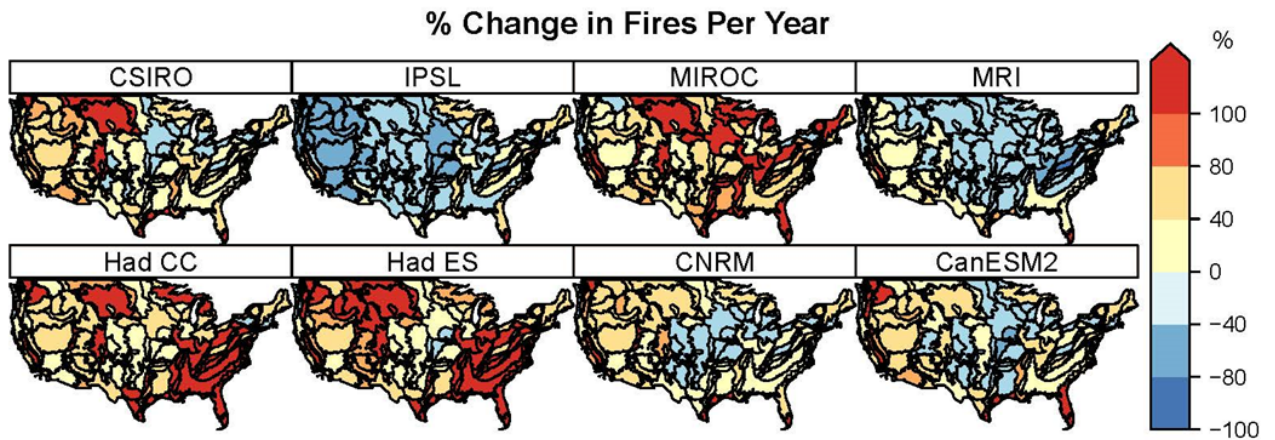 % Change in Fires Per Year
%
CSIRO IPSL MIROC MRI
100
80
40
0
−40
−80
−100
Had CC Had ES CNRM CanESM2